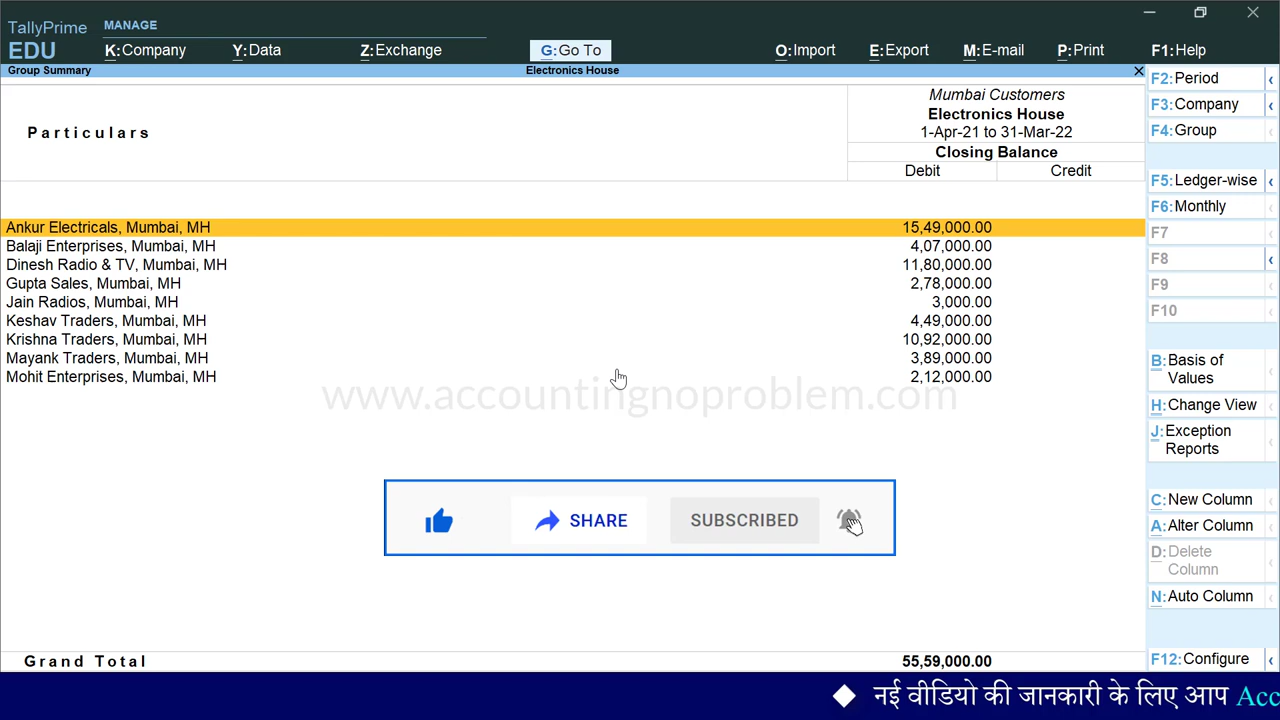 TallyPrime
EDU
MANAGE
K:Company Y:Data Z:Exchange G:Go To O:Import E:Export M:E-mail P:Print F1:Help
Group Summary Electronics House
Particulars
Mumbai Customers
Electronics House
1-Apr-21 to 31-Mar-22
Closing Balance
Debit Credit
Ankur Electricals, Mumbai, MH 15,49,000.00
Balaji Enterprises, Mumbai, MH 4,07,000.00
Dinesh Radio & TV, Mumbai, MH 11,80,000.00
Gupta Sales, Mumbai, MH 2,78,000.00
Jain Radios, Mumbai, MH 3,000.00
Keshav Traders, Mumbai, MH 4,49,000.00
Krishna Traders, Mumbai, MH 10,92,000.00
Mayank Traders, Mumbai, MH 3,89,000.00
Mohit Enterprises, Mumbai, MH 2,12,000.00
www.accountingnoproblem.com
SHARE SUBSCRIBED
Grand Total 55,59,000.00
F2:Period
F3:Company
F4:Group
F5:Ledger-wise
F6:Monthly
F7
F8
F9
F10
B:Basis of
Values
H:Change View
J:Exception
Reports
C:New Column
A:Alter Column
D:Delete
Column
N:Auto Column
F12:Configure
नई वीडियो की जानकारी के लिए आप Acc